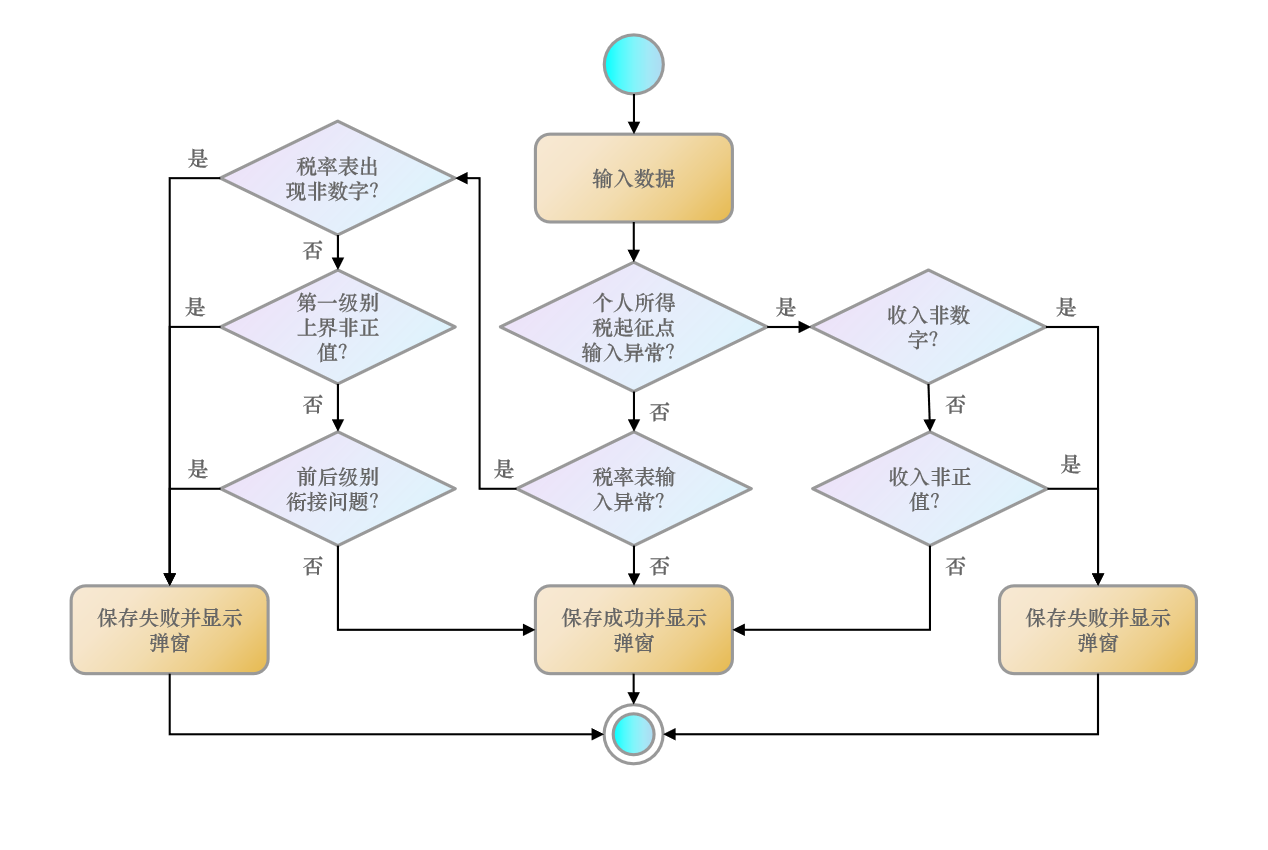 输入数据
税率表出
现非数字?
是
否
第一级别
上界非正
值?
是
否
个人所得
税起征点
输入异常?
是
否
收入非数
字?
是
否
前后级别
衔接问题?
是
否
税率表输
入异常?
是
否
收入非正
值?
是
否
保存失败并显示
弹窗
保存成功并显示
弹窗
保存失败并显示
弹窗